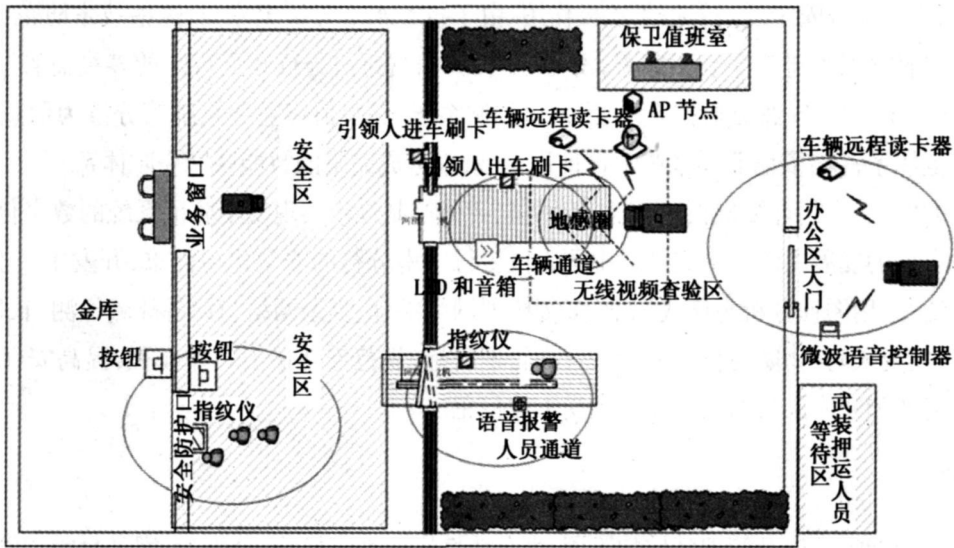 保卫值班室
AP 节点
车辆远程读卡器
引领人进车刷卡
引领人出车刷卡
车辆远程读卡器
安全区
业务窗口
地感圈
办公区大门
车辆通道
LED 和音箱
无线视频查验区
金库
安全区
按钮
按钮
指纹仪
微波语音控制器
指纹仪
安全防护口
语音报警
人员通道
武装押运人员
等待区